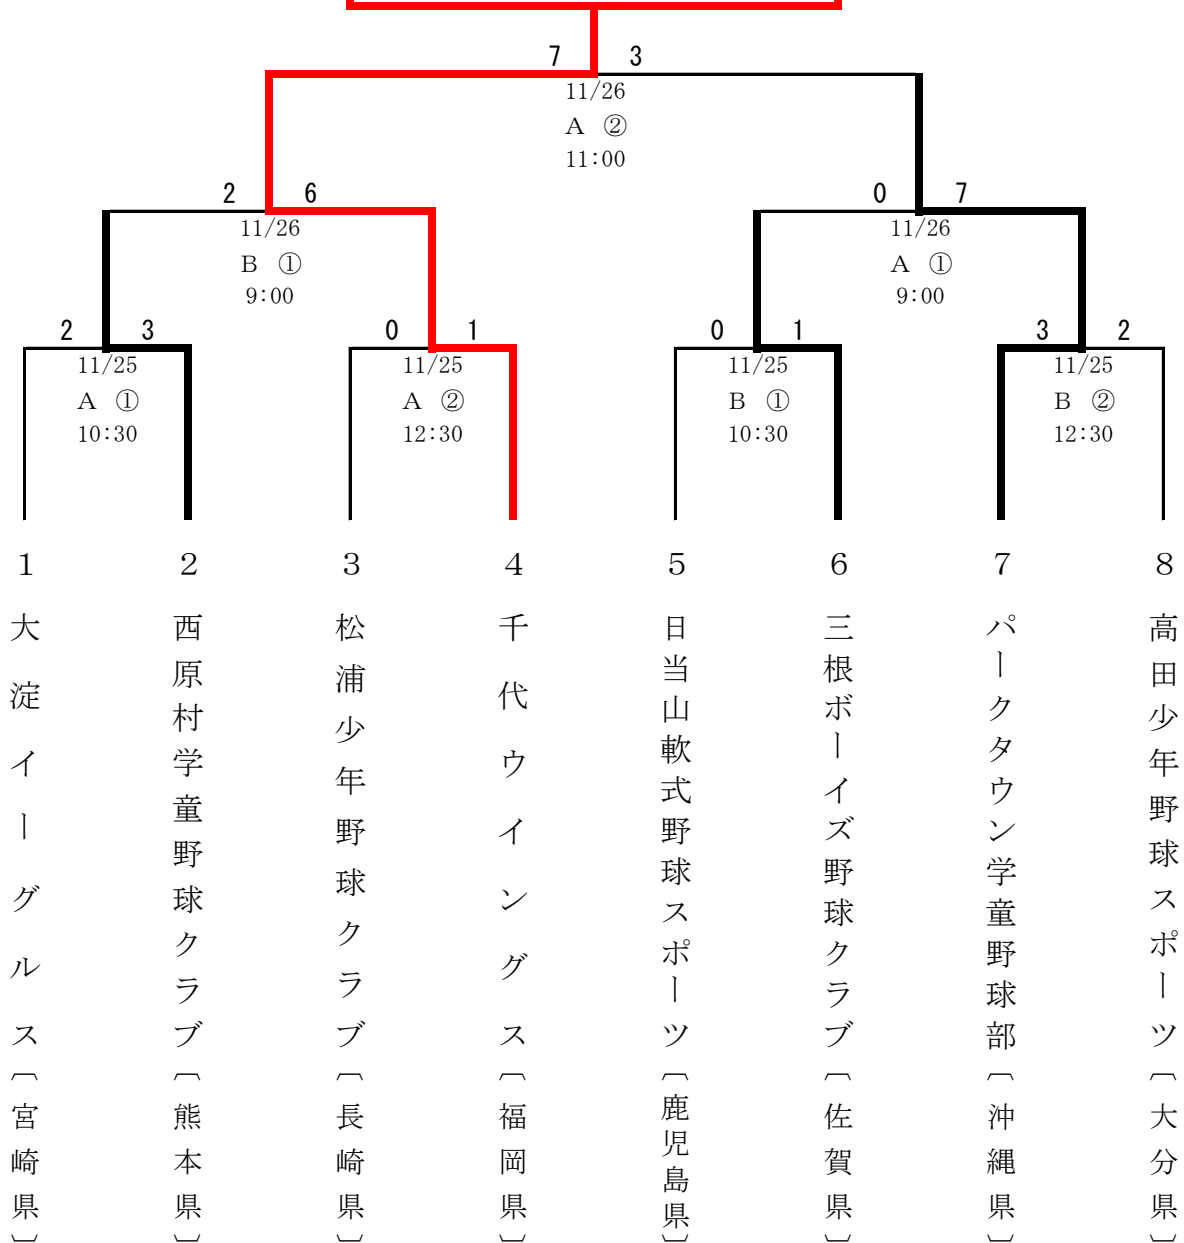 7 3
11/26
A ②
11:00
2 6
11/26
B ①
9:00
0 7
11/26
A ①
9:00
2 3
11/25
A ①
10:30
0 1
11/25
A ②
12:30
0 1
11/25
B ①
10:30
3 2
11/25
B ②
12:30
1
大淀イーグルス〔宮崎県〕
2
西原村学童野球クラブ〔熊本県〕
3
松浦少年野球クラブ〔長崎県〕
4
千代ウイングス〔福岡県〕
5
日当山軟式野球スポーツ〔鹿児島県〕
6
三根ボーイズ野球クラブ〔佐賀県〕
7
パークタウン学童野球部〔沖縄県〕
8
高田少年野球スポーツ〔大分県〕